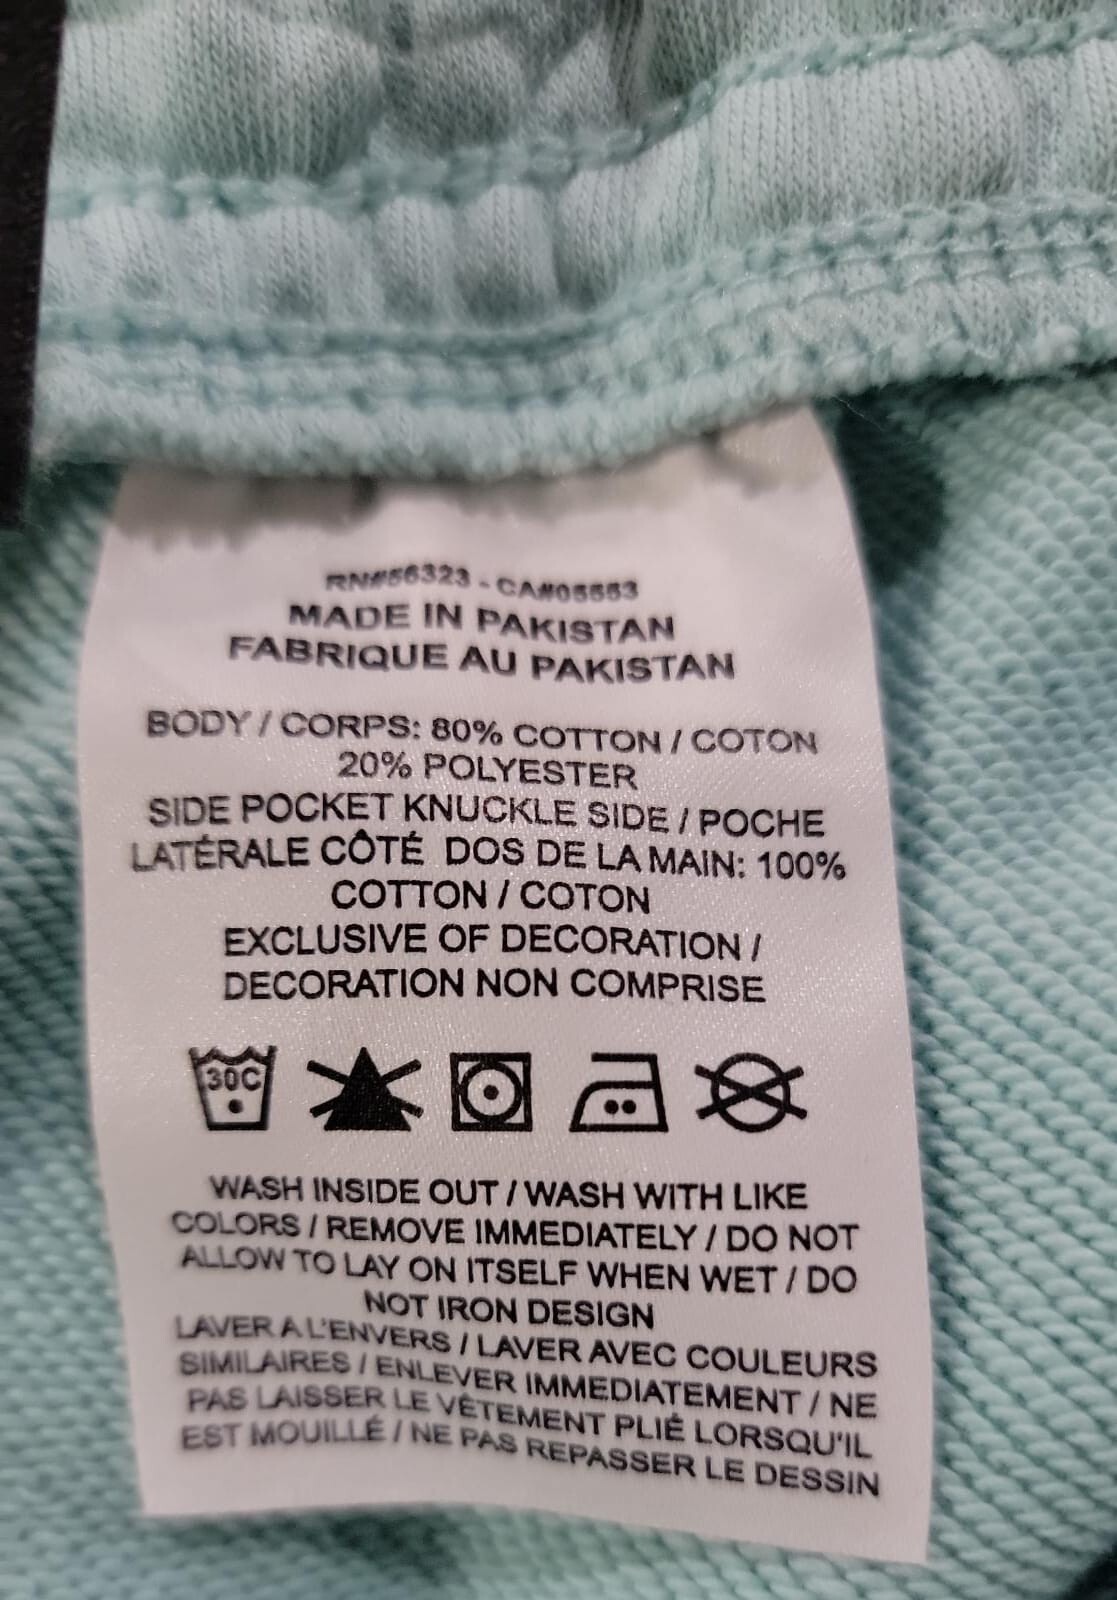 RN#56323 - CA#05553
MADE IN PAKISTAN
FABRIQUE AU PAKISTAN
BODY / CORPS: 80% COTTON / COTON
20% POLYESTER
SIDE POCKET KNUCKLE SIDE / POCHE
LATÉRALE CÔTÉ DOS DE LA MAIN: 100%
COTTON / COTON
EXCLUSIVE OF DECORATION /
DECORATION NON COMPRISE
30C
WASH INSIDE OUT / WASH WITH LIKE
COLORS / REMOVE IMMEDIATELY / DO NOT
ALLOW TO LAY ON ITSELF WHEN WET / DO
NOT IRON DESIGN
LAVER A L'ENVERS / LAVER AVEC COULEURS
SIMILAIRES / ENLEVER IMMEDIATEMENT / NE
PAS LAISSER LE VÊTEMENT PLIÉ LORSQU'IL
EST MOUILLÉ / NE PAS REPASSER LE DESSIN